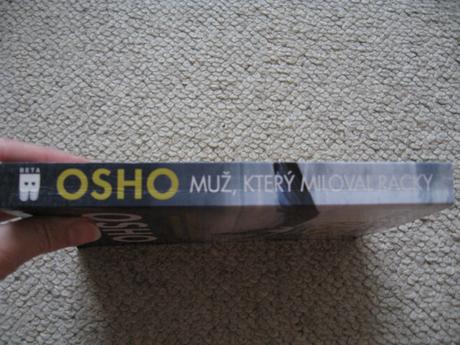 BETA
OSHO MUŽ, KTERÝ MILOVAL RACKY
OSHO